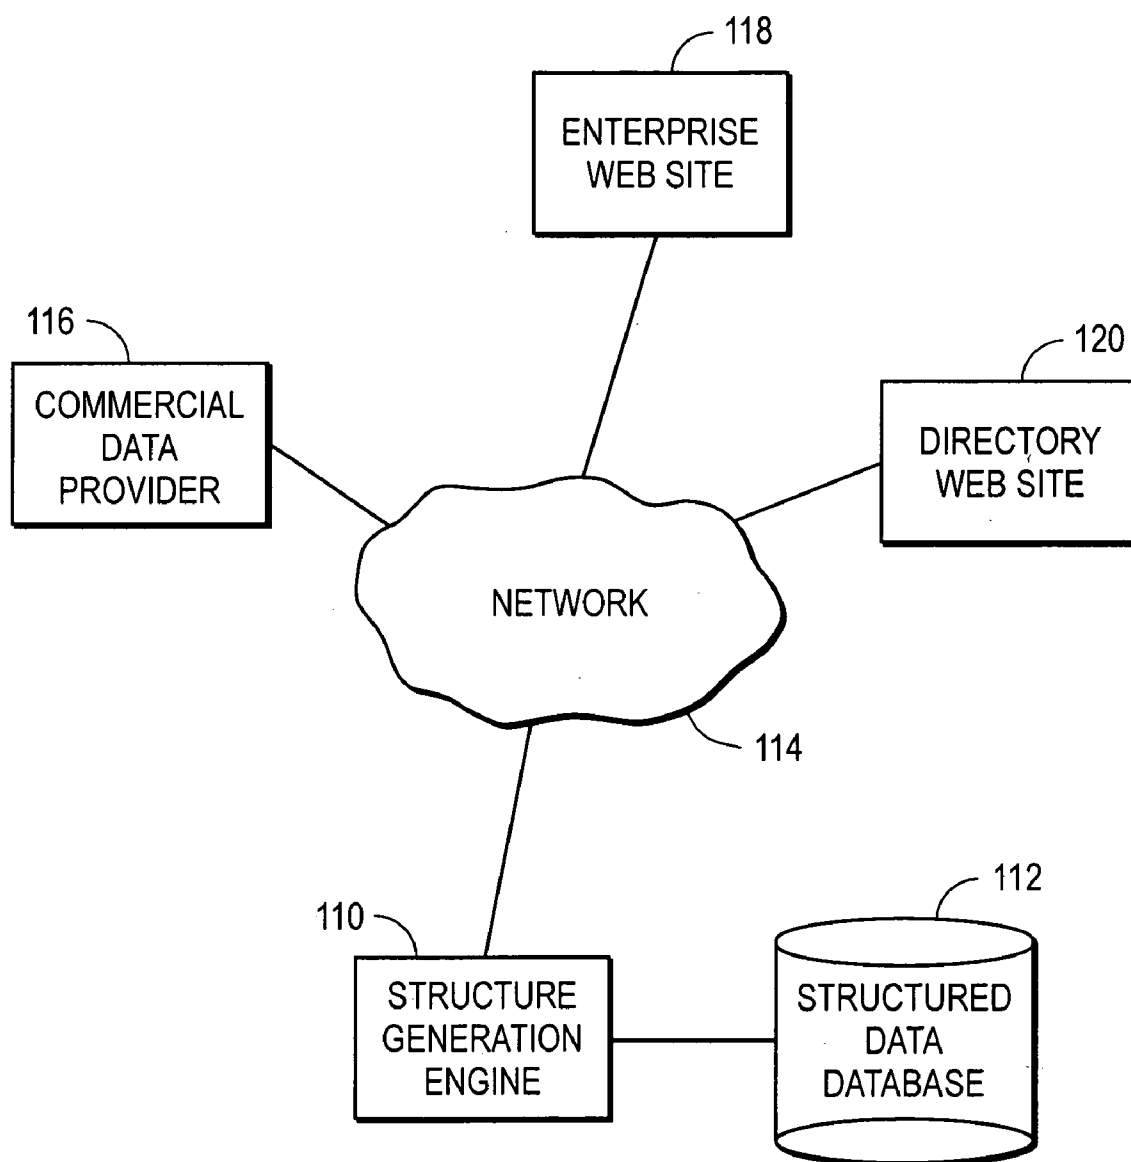 118
ENTERPRISE
WEB SITE
116
COMMERCIAL
DATA
PROVIDER
120
DIRECTORY
WEB SITE
NETWORK
114
110
STRUCTURE
GENERATION
ENGINE
112
STRUCTURED
DATA
DATABASE